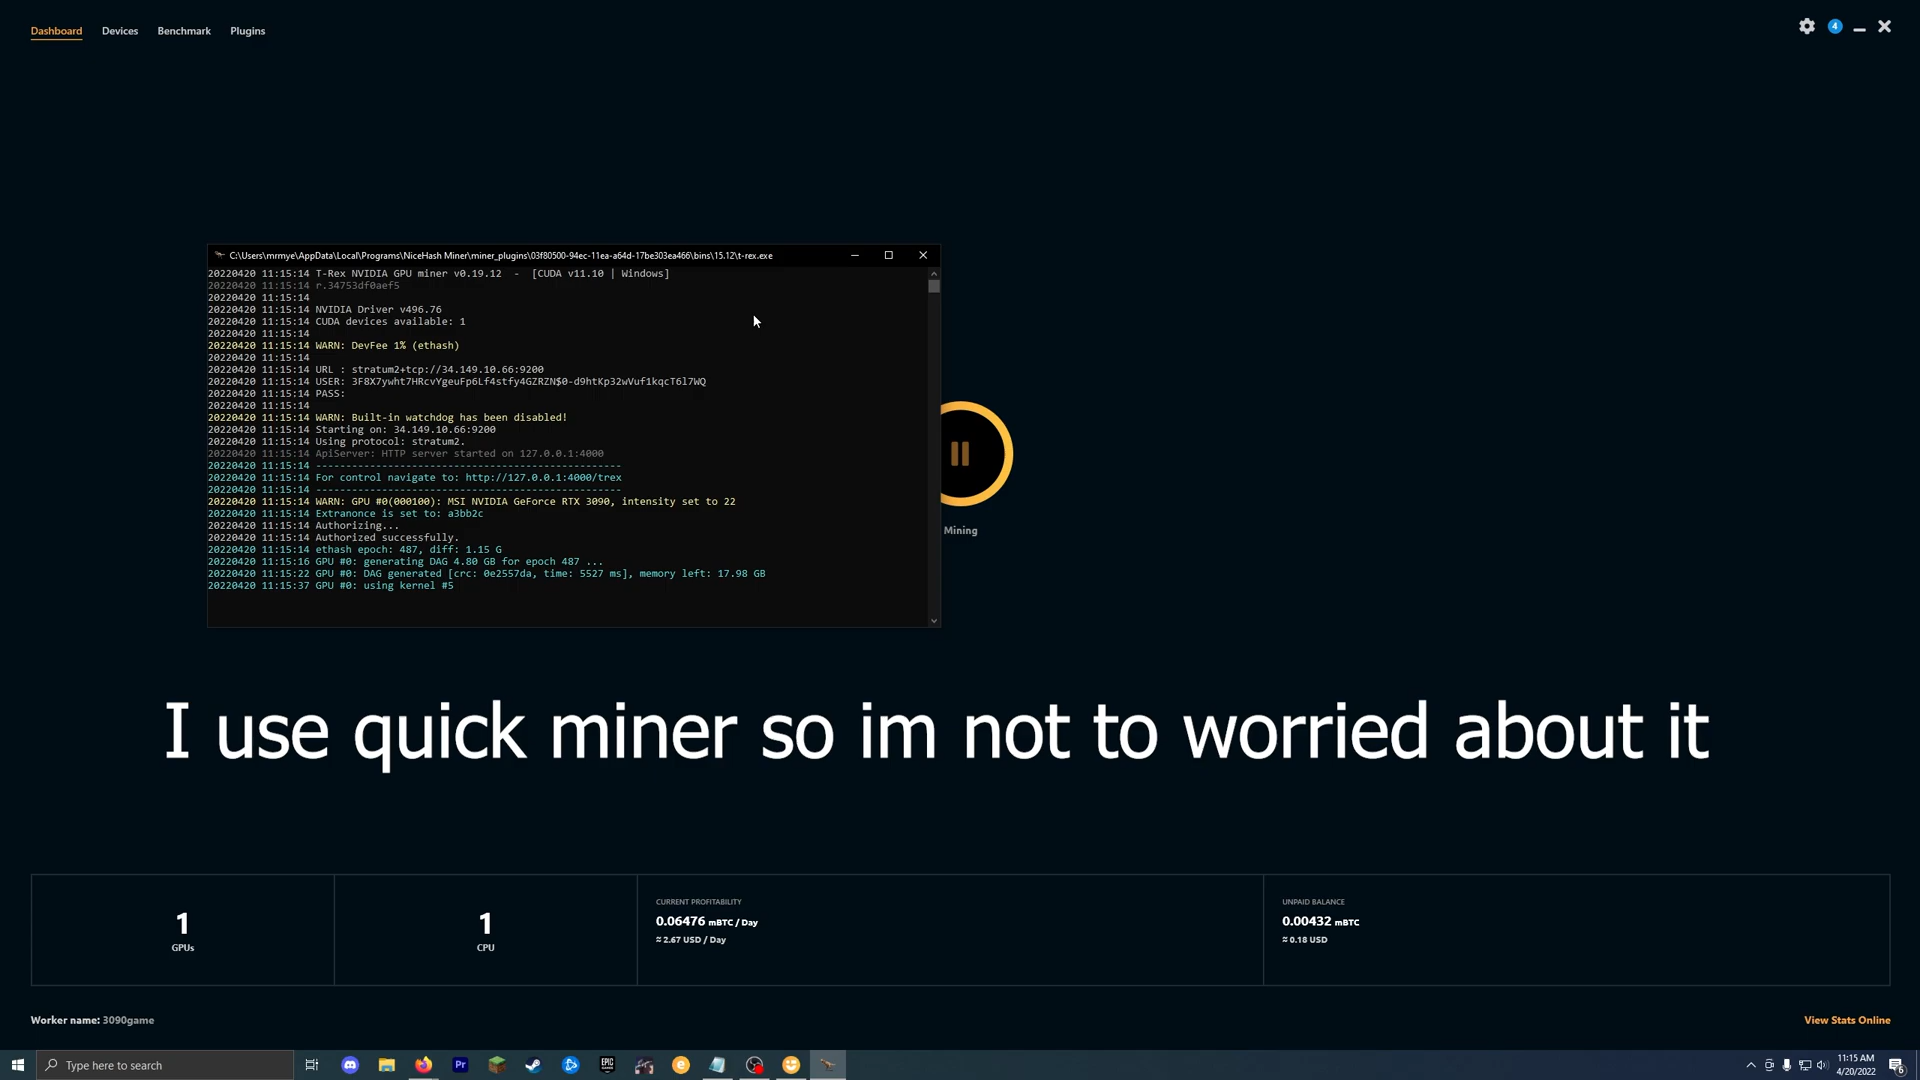 Dashboard Devices Benchmark Plugins
4
C:\Users\mrmye\AppData\Local\Programs\NiceHash Miner\miner_plugins\03f80500-94ec-11ea-a64d-17be303ea466\bins\15.12\t-rex.exe
20220420 11:15:14 T-Rex NVIDIA GPU miner v0.19.12 - [CUDA v11.10 | Windows]
20220420 11:15:14 r.34753df0aef5
20220420 11:15:14
20220420 11:15:14 NVIDIA Driver v496.76
20220420 11:15:14 CUDA devices available: 1
20220420 11:15:14
20220420 11:15:14 WARN: DevFee 1% (ethash)
20220420 11:15:14
20220420 11:15:14 URL : stratum2+tcp://34.149.10.66:9200
20220420 11:15:14 USER: 3F8X7ywht7HRcvYgeuFp6Lf4stfy4GZRZN$0-d9htKp32wVuf1kqcT6l7WQ
20220420 11:15:14 PASS:
20220420 11:15:14
20220420 11:15:14 WARN: Built-in watchdog has been disabled!
20220420 11:15:14 Starting on: 34.149.10.66:9200
20220420 11:15:14 Using protocol: stratum2.
20220420 11:15:14 ApiServer: HTTP server started on 127.0.0.1:4000
20220420 11:15:14 ---------------------------------------------------
20220420 11:15:14 For control navigate to: http://127.0.0.1:4000/trex
20220420 11:15:14 ---------------------------------------------------
20220420 11:15:14 WARN: GPU #0(000100): MSI NVIDIA GeForce RTX 3090, intensity set to 22
20220420 11:15:14 Extranonce is set to: a3bb2c
20220420 11:15:14 Authorizing...
20220420 11:15:14 Authorized successfully.
20220420 11:15:14 ethash epoch: 487, diff: 1.15 G
20220420 11:15:16 GPU #0: generating DAG 4.80 GB for epoch 487 ...
20220420 11:15:22 GPU #0: DAG generated [crc: 0e2557da, time: 5527 ms], memory left: 17.98 GB
20220420 11:15:37 GPU #0: using kernel #5
Mining
I use quick miner so im not to worried about it
1
GPUs
1
CPU
CURRENT PROFITABILITY
0.06476 mBTC / Day
≈ 2.67 USD / Day
UNPAID BALANCE
0.00432 mBTC
≈ 0.18 USD
Worker name: 3090game
View Stats Online
Type here to search
Pr
EPIC GAMES
11:15 AM
4/20/2022
6